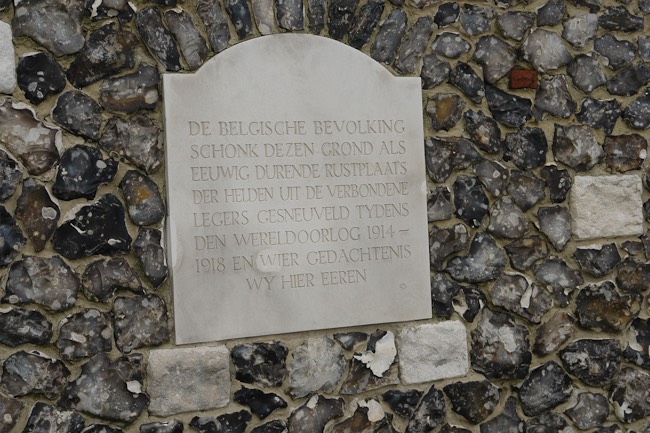 DE BELGISCHE BEVOLKING
SCHONK DEZEN GROND ALS
EEUWIG DURENDE RUSTPLAATS
DER HELDEN UIT DE VERBONDENE
LEGERS GESNEUVELD TYDENS
DEN WERELDOORLOG 1914 –
1918 EN WIER GEDACHTENIS
WY HIER EEREN